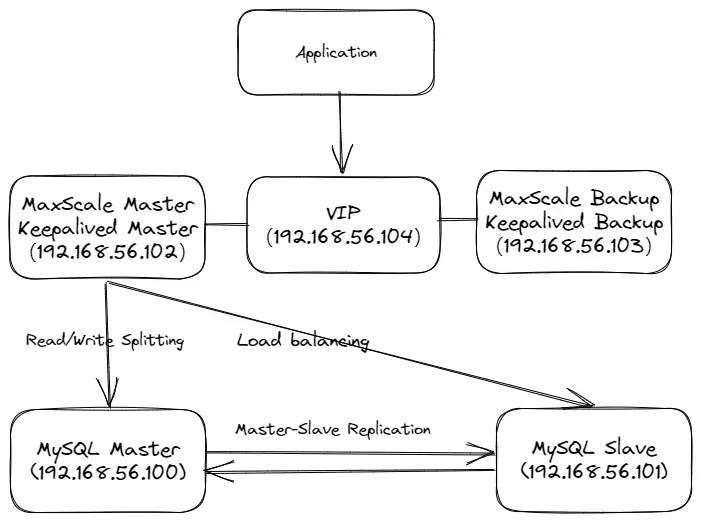 Application
MaxScale Master
Keepalived Master
(192.168.56.102)
VIP
(192.168.56.104)
MaxScale Backup
Keepalived Backup
(192.168.56.103)
Read/Write Splitting
Load balancing
MySQL Master
(192.168.56.100)
Master-Slave Replication
MySQL Slave
(192.168.56.101)